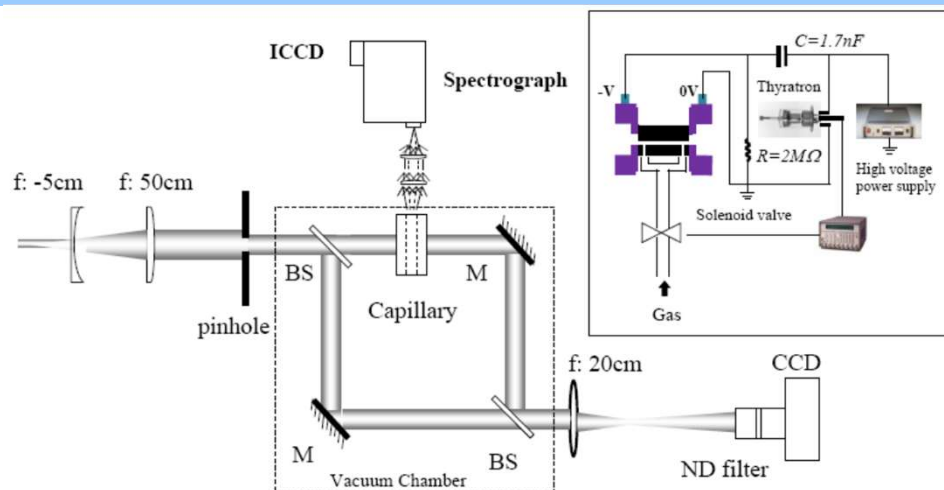 ICCD
Spectrograph
f: -5cm
f: 50cm
pinhole
BS
M
Capillary
M
BS
Vacuum Chamber
f: 20cm
CCD
ND filter
C=1.7nF
-V
0V
Thyratron
R=2MΩ
High voltage
power supply
Solenoid valve
Gas